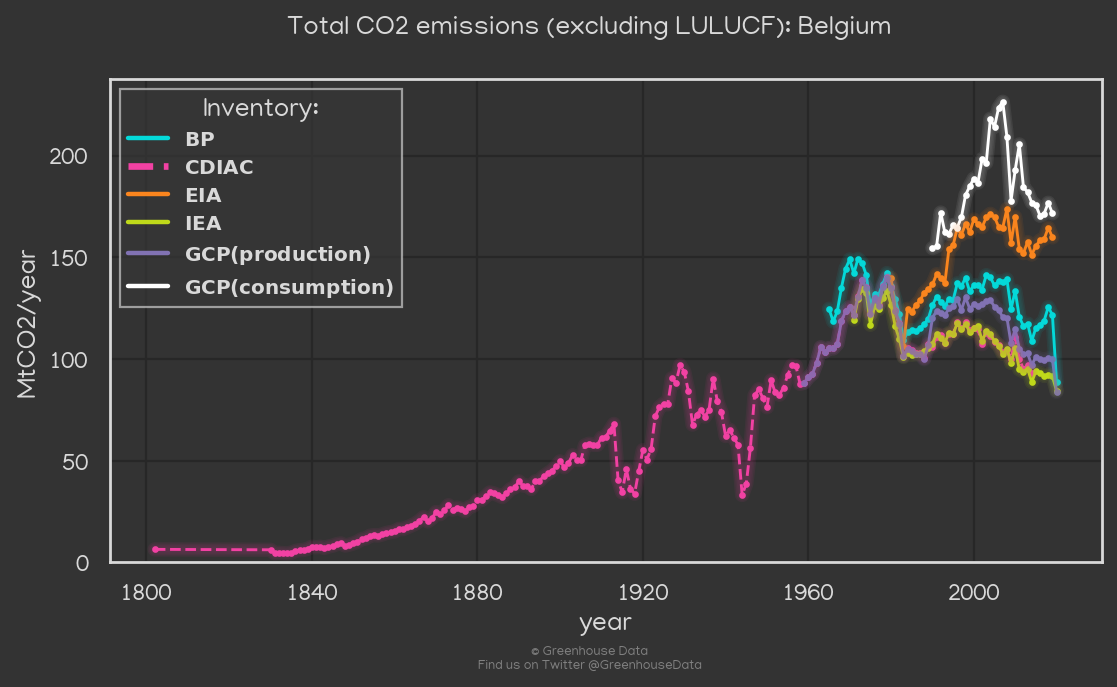 Total CO2 emissions (excluding LULUCF): Belgium
Inventory:
BP
CDIAC
EIA
IEA
GCP(production)
GCP(consumption)
MtCO2/year
200
150
100
50
0
1800 1840 1880 1920 1960 2000
year
© Greenhouse Data
Find us on Twitter @GreenhouseData